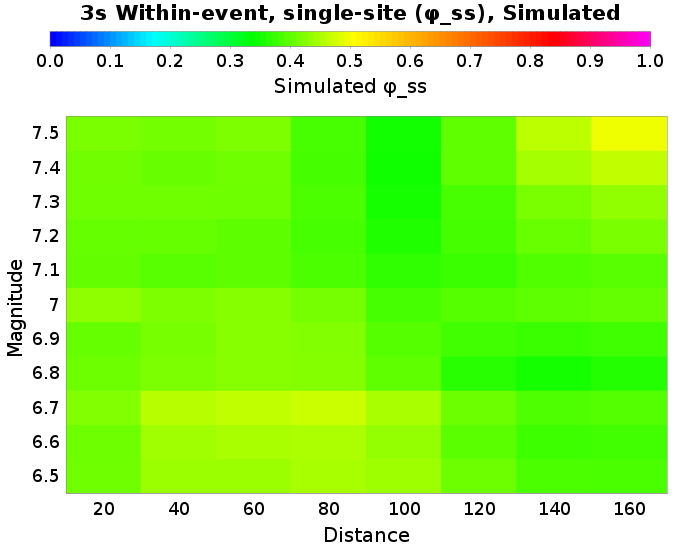 3s Within-event, single-site (φ_ss), Simulated
0.0 0.1 0.2 0.3 0.4 0.5 0.6 0.7 0.8 0.9 1.0
Simulated φ_ss
7.5
7.4
7.3
7.2
7.1
7
6.9
6.8
6.7
6.6
6.5
Magnitude
20 40 60 80 100 120 140 160
Distance